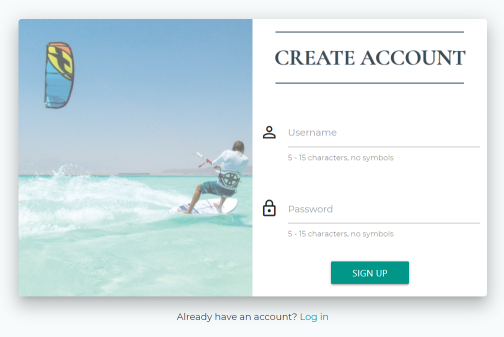 CREATE ACCOUNT
Username
5 - 15 characters, no symbols
Password
5 - 15 characters, no symbols
SIGN UP
Already have an account? Log in